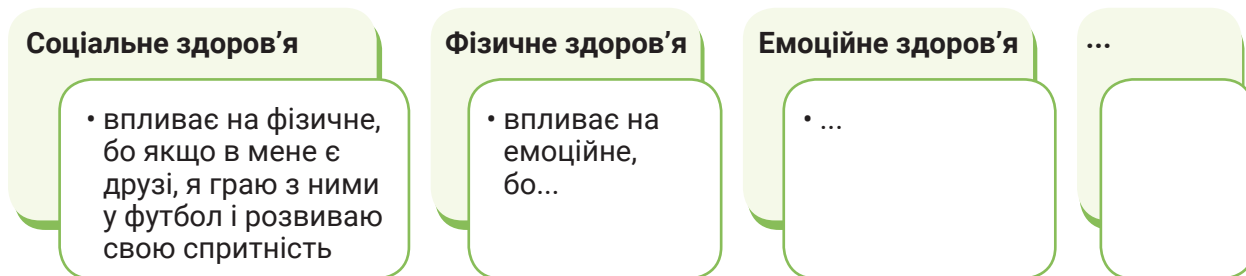 Соціальне здоров’я
• впливає на фізичне,
бо якщо в мене є
друзі, я граю з ними
у футбол і розвиваю
свою спритність
Фізичне здоров’я
• впливає на
емоційне,
бо...
Емоційне здоров’я
• ...
...